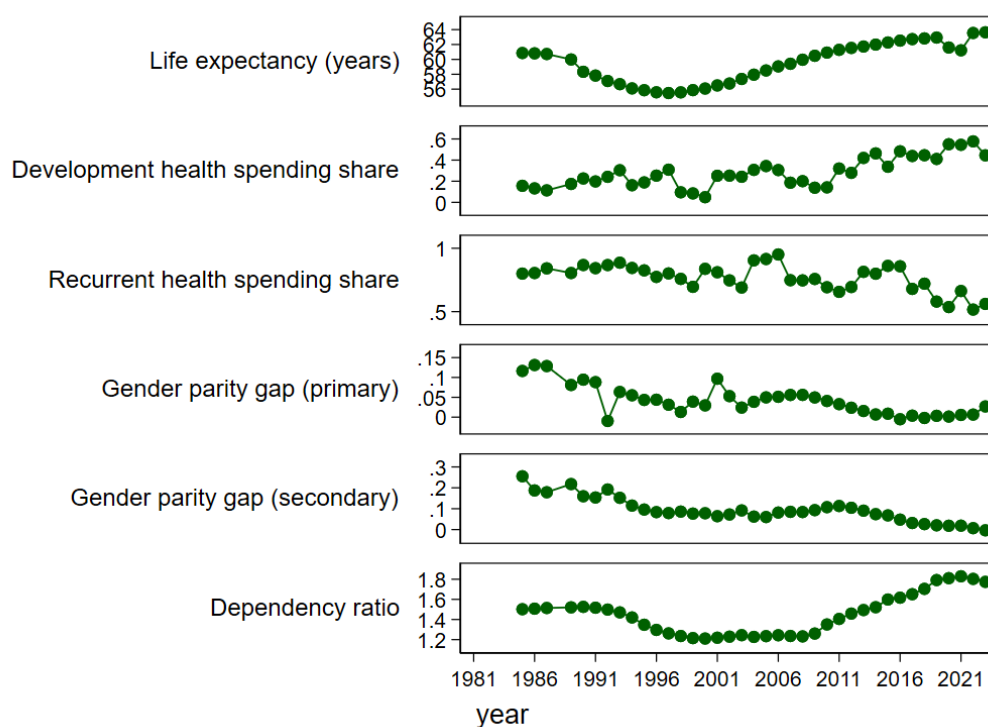 Life expectancy (years)
64
62
60
58
56
Development health spending share
.6
.4
.2
0
Recurrent health spending share
1
.5
Gender parity gap (primary)
.15
.1
.05
0
Gender parity gap (secondary)
.3
.2
.1
0
Dependency ratio
1.8
1.6
1.4
1.2
1981 1986 1991 1996 2001 2006 2011 2016 2021
year